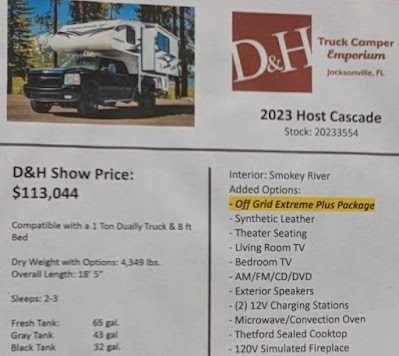 D&H
Truck Camper
Emporium
Jacksonville, FL
2023 Host Cascade
Stock: 20233554
D&H Show Price:
$113,044
Compatible with a 1 Ton Dually Truck & 8 ft
Bed
Dry Weight with Options: 4,349 lbs.
Overall Length: 18' 5"
Sleeps: 2-3
Fresh Tank: 65 gal.
Gray Tank: 43 gal
Black Tank: 32 gal.
Interior: Smokey River
Added Options:
- Off Grid Extreme Plus Package
- Synthetic Leather
- Theater Seating
- Living Room TV
- Bedroom TV
- AM/FM/CD/DVD
- Exterior Speakers
- (2) 12V Charging Stations
- Microwave/Convection Oven
- Thetford Sealed Cooktop
- 120V Simulated Fireplace